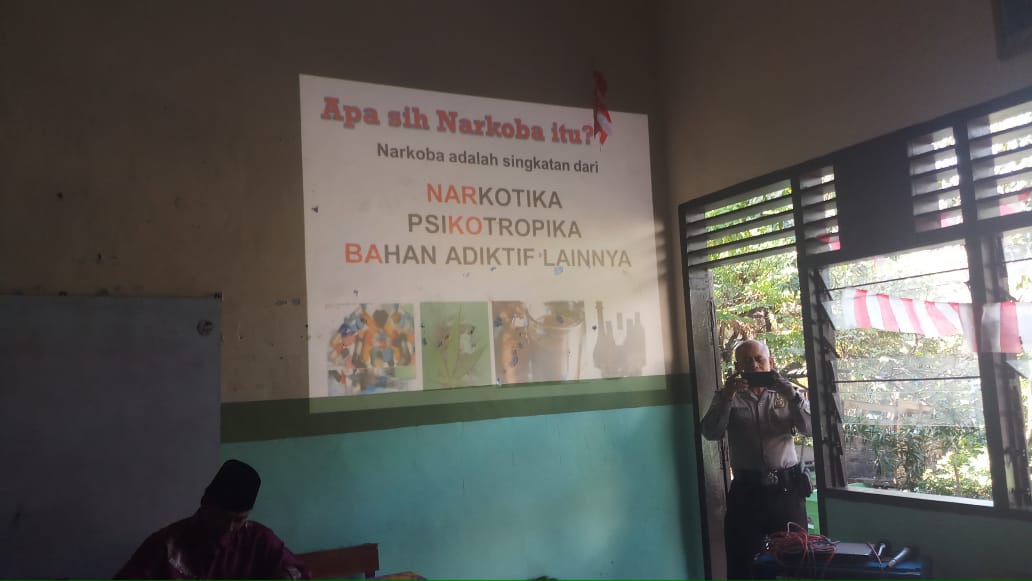 Apa sih Narkoba itu?
Narkoba adalah singkatan dari
NARKOTIKA
PSIKOTROPIKA
BAHAN ADIKTIF LAINNYA